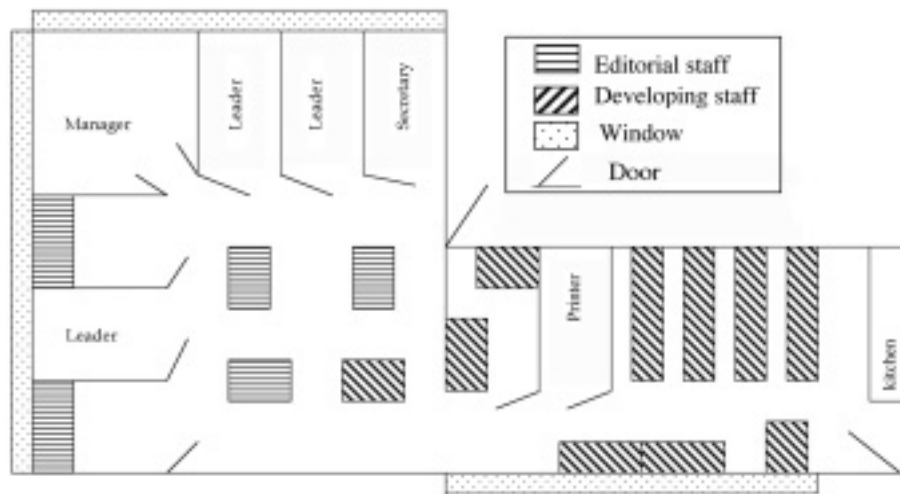 Manager
Leader
Leader
Secretary
Editorial staff
Developing staff
Window
Door
Leader
Printer
kitchen